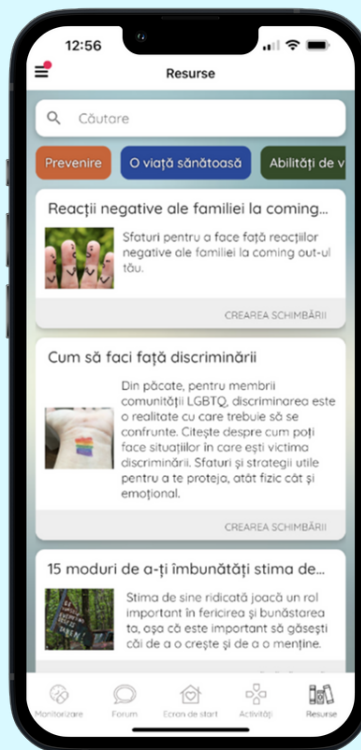 12:56
Resurse
Căutare
Prevenire
O viață sănătoasă
Abilități de v
Reacții negative ale familiei la coming...
Sfaturi pentru a face față reacțiilor
negative ale familiei la coming out-ul
tău.
CREAREA SCHIMBĂRII
Cum să faci față discriminării
Din păcate, pentru membrii
comunității LGBTQ, discriminarea este
o realitate cu care trebuie să se
confrunte. Citește despre cum poți
face situațiilor în care ești victima
discriminării. Sfaturi și strategii utile
pentru a te proteja, atât fizic cât și
emoțional.
CREAREA SCHIMBĂRII
15 moduri de a-ți îmbunătăți stima de...
Stima de sine ridicată joacă un rol
important în fericirea și bunăstarea
ta, așa că este important să găsești
căi de a o crește și de a o menține.
Monitorizare
Forum
Ecran de start
Activități
Resurse